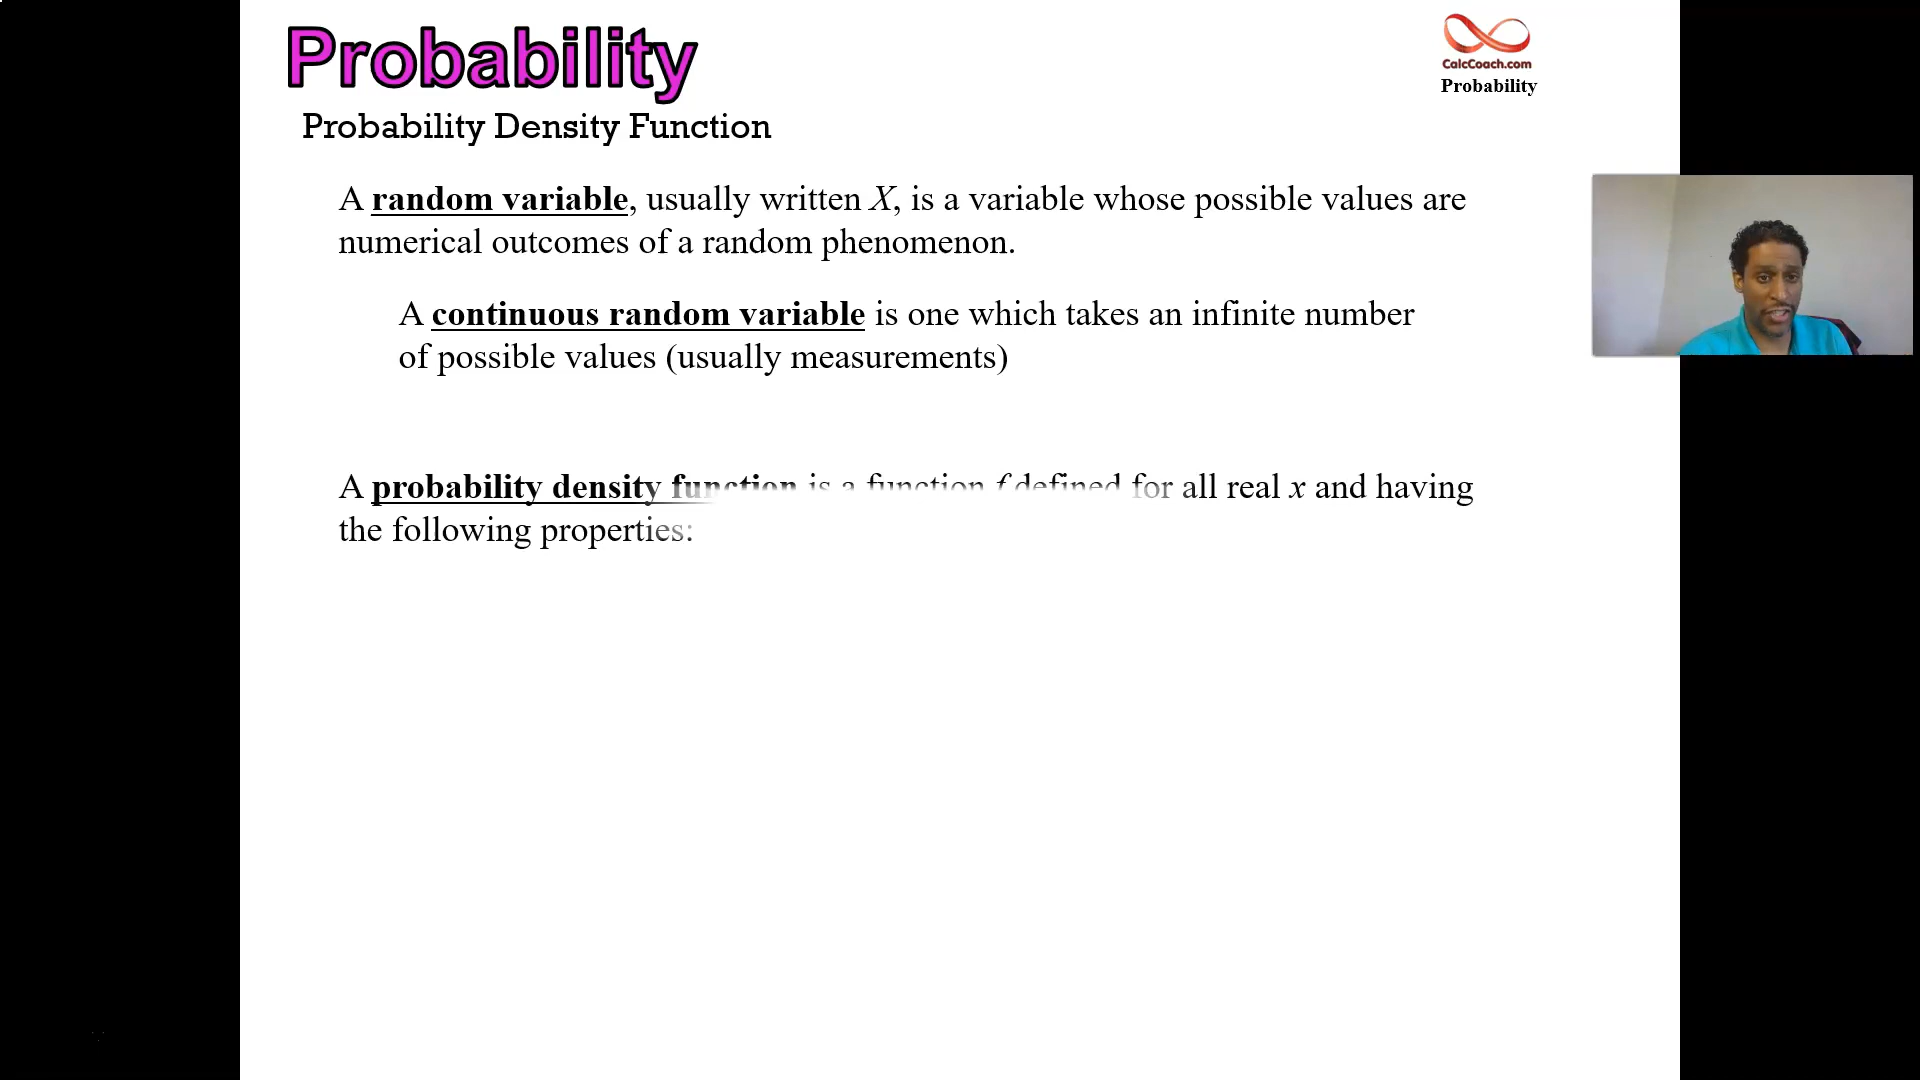 Probability
CalcCoach.com
Probability
Probability Density Function
A random variable, usually written X, is a variable whose possible values are
numerical outcomes of a random phenomenon.
A continuous random variable is one which takes an infinite number
of possible values (usually measurements)
A probability density function is a function f defined for all real x and having
the following properties: